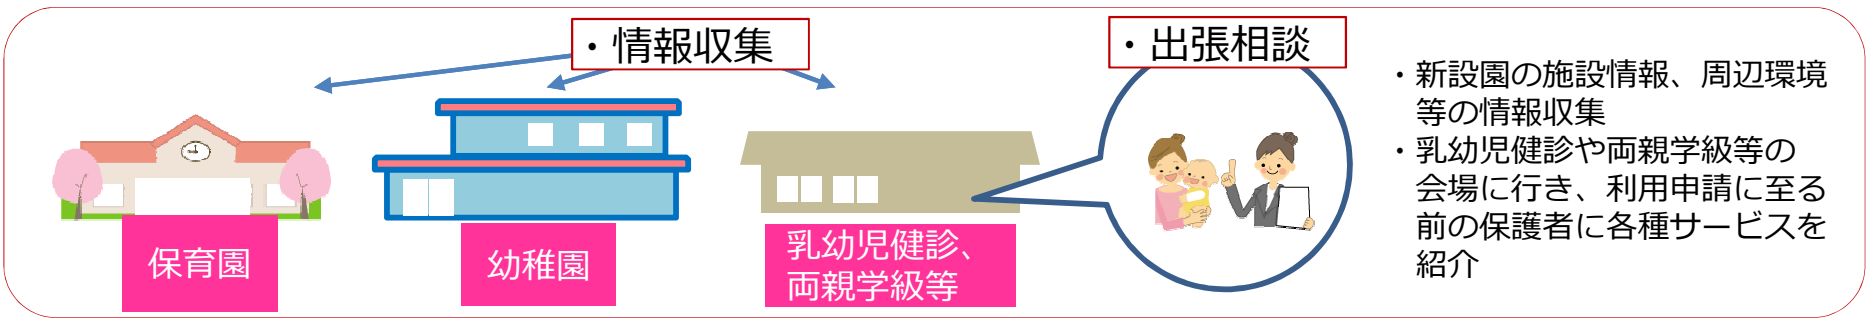 ・情報収集
・出張相談
保育園
幼稚園
乳幼児健診、
両親学級等
・新設園の施設情報、周辺環境
等の情報収集
・乳幼児健診や両親学級等の
会場に行き、利用申請に至る
前の保護者に各種サービスを
紹介